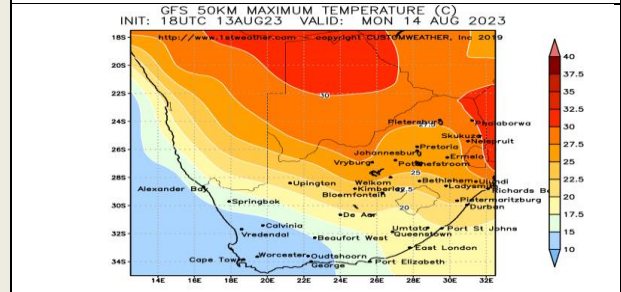 GFS 50KM MAXIMUM TEMPERATURE (C)
INIT: 18UTC 13AUG23 VALID: MON 14 AUG 2023
http://www.1stweather.com copyright CUSTOMWEATHER, Inc 2019
18S
20S
22S
24S
26S
28S
30S
32S
34S
30
Pietersburg
Phalaborwa
Skukuza
Nelspruit
Pretoria
Johannesburg
Ermelo
Vryburg
Potchefstroom
25
Bethlehem
Ulundi
Upington
Welkom
Kimberley
Ladysmith
22.5
Richards B
Alexander Bay
Bloemfontein
Springbok
Pietermaritzburg
20
Durban
De Aar
Calvinia
Umtata
Port St Johns
Vredendal
Queenstown
Beaufort West
East London
Worcester
Oudtshoorn
Cape Town
George
Port Elizabeth
14E 16E 18E 20E 22E 24E 26E 28E 30E 32E
40
37.5
35
32.5
30
27.5
25
22.5
20
17.5
15
10